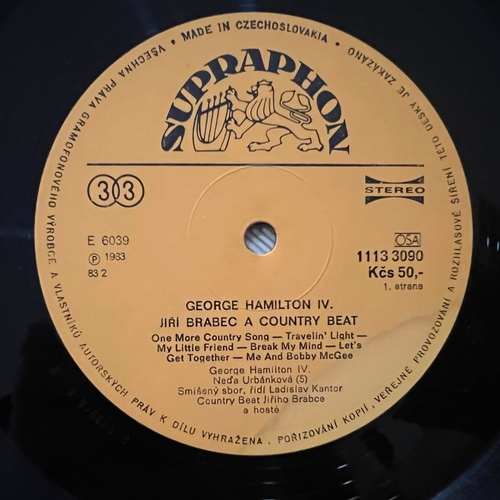 VŠECHNA PRÁVA GRAMOFONOVÉHO VÝROBCE A VLASTNÍKŮ AUTORSKÝCH PRÁV K DÍLU VYHRAŽENA. POŘIZOVÁNÍ KOPIÍ, VEŘEJNÉ PROVOZOVÁNÍ A ROZHLASOVÉ ŠÍŘENÍ TÉTO DESKY JE ZAKÁZÁNO
• MADE IN CZECHOSLOVAKIA •
SUPRAPHON
33
STEREO
E 6039
Ⓟ 1983
83 2
OSA
1113 3090
Kčs 50,-
1. strana
GEORGE HAMILTON IV.
JIŘÍ BRABEC A COUNTRY BEAT
One More Country Song — Travelin' Light —
My Little Friend — Break My Mind — Let's
Get Together — Me And Bobby McGee
George Hamilton IV.
Neďa Urbánková (5)
Smíšený sbor, řídí Ladislav Kantor
Country Beat Jiřího Brabce
a hosté